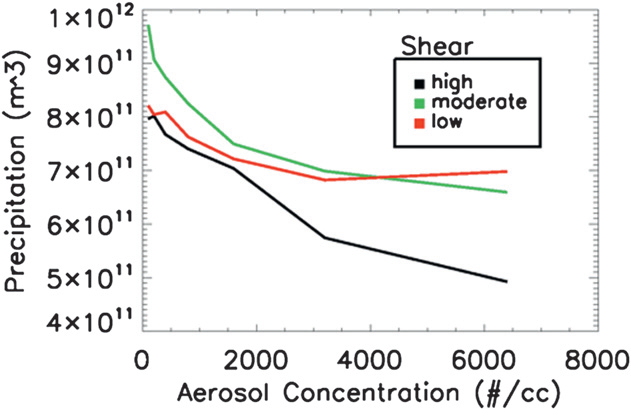 1×10¹²
9×10¹¹
8×10¹¹
7×10¹¹
6×10¹¹
5×10¹¹
4×10¹¹
Precipitation (m^3)
Shear
high
moderate
low
0 2000 4000 6000 8000
Aerosol Concentration (#/cc)